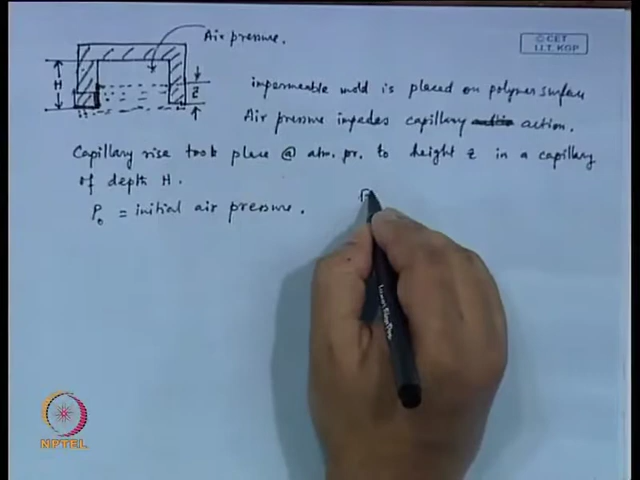 Air pressure.
© CET
I.I.T. KGP
H
z
impermeable mold is placed on polymer surface
Air pressure impedes capillary action.
Capillary rise took place @ atm. pr. to height z in a capillary
of depth H.
P₀ = initial air pressure.
P
NPTEL